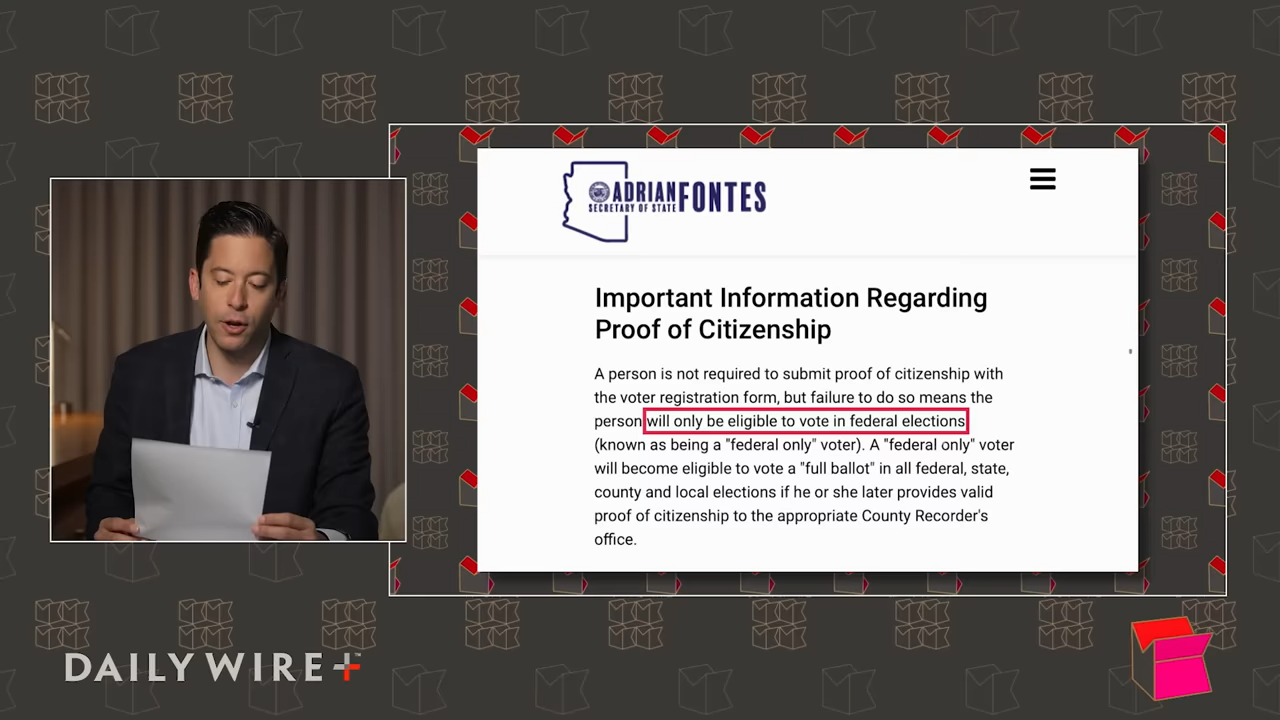 ADRIAN FONTES
SECRETARY OF STATE
Important Information Regarding
Proof of Citizenship
A person is not required to submit proof of citizenship with
the voter registration form, but failure to do so means the
person will only be eligible to vote in federal elections
(known as being a "federal only" voter). A "federal only" voter
will become eligible to vote a "full ballot" in all federal, state,
county and local elections if he or she later provides valid
proof of citizenship to the appropriate County Recorder's
office.
DAILY WIRE+